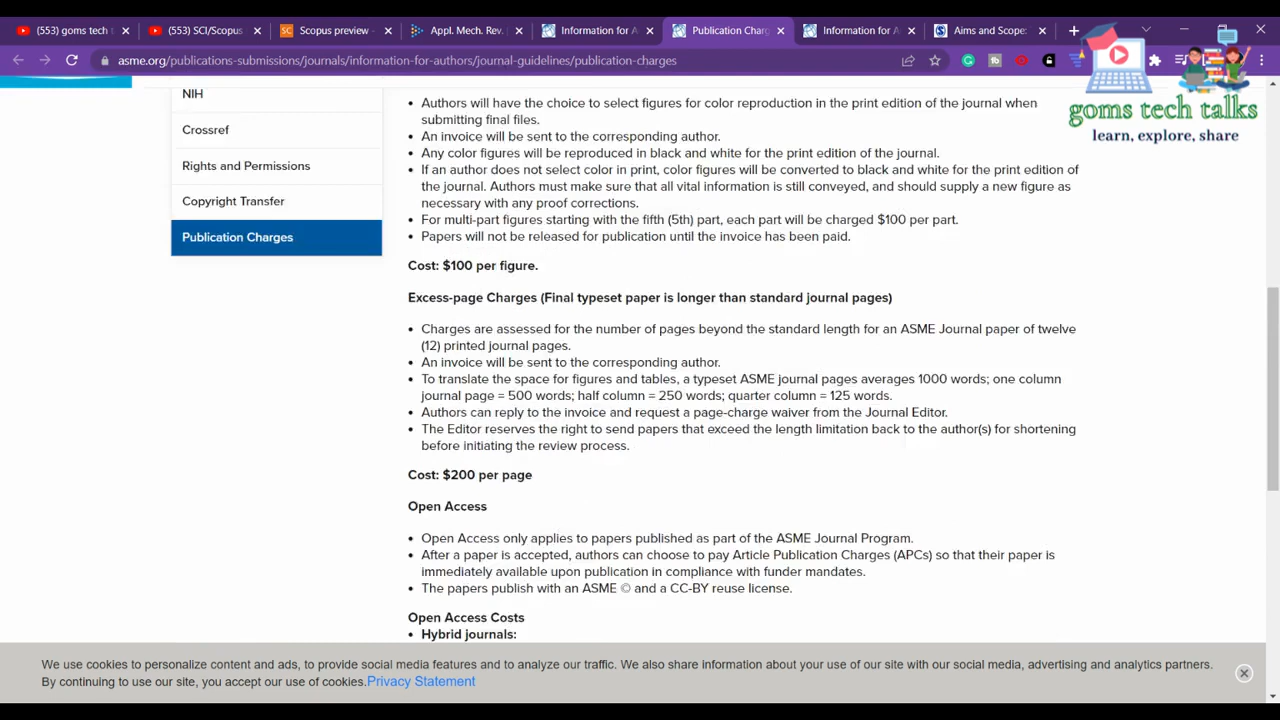 (553) goms tech t
(553) SCI/Scopus
Scopus preview -
Appl. Mech. Rev.
Information for A
Publication Char
Information for A
Aims and Scope:
asme.org/publications-submissions/journals/information-for-authors/journal-guidelines/publication-charges
goms tech talks
learn, explore, share
NIH
Crossref
Rights and Permissions
Copyright Transfer
Publication Charges
• Authors will have the choice to select figures for color reproduction in the print edition of the journal when
submitting final files.
• An invoice will be sent to the corresponding author.
• Any color figures will be reproduced in black and white for the print edition of the journal.
• If an author does not select color in print, color figures will be converted to black and white for the print edition of
the journal. Authors must make sure that all vital information is still conveyed, and should supply a new figure as
necessary with any proof corrections.
• For multi-part figures starting with the fifth (5th) part, each part will be charged $100 per part.
• Papers will not be released for publication until the invoice has been paid.
Cost: $100 per figure.
Excess-page Charges (Final typeset paper is longer than standard journal pages)
• Charges are assessed for the number of pages beyond the standard length for an ASME Journal paper of twelve
(12) printed journal pages.
• An invoice will be sent to the corresponding author.
• To translate the space for figures and tables, a typeset ASME journal pages averages 1000 words; one column
journal page = 500 words; half column = 250 words; quarter column = 125 words.
• Authors can reply to the invoice and request a page-charge waiver from the Journal Editor.
• The Editor reserves the right to send papers that exceed the length limitation back to the author(s) for shortening
before initiating the review process.
Cost: $200 per page
Open Access
• Open Access only applies to papers published as part of the ASME Journal Program.
• After a paper is accepted, authors can choose to pay Article Publication Charges (APCs) so that their paper is
immediately available upon publication in compliance with funder mandates.
• The papers publish with an ASME © and a CC-BY reuse license.
Open Access Costs
• Hybrid journals:
We use cookies to personalize content and ads, to provide social media features and to analyze our traffic. We also share information about your use of our site with our social media, advertising and analytics partners.
By continuing to use our site, you accept our use of cookies.Privacy Statement